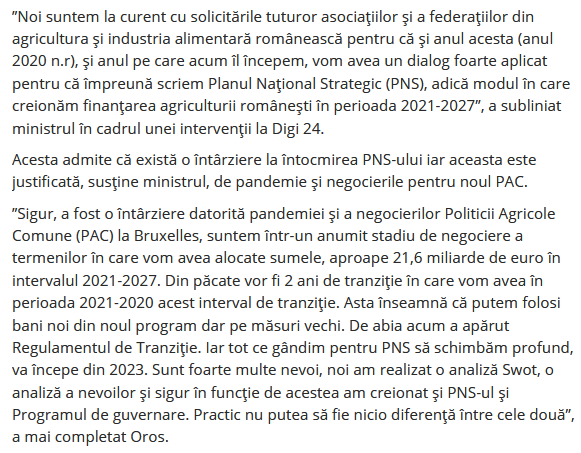 ”Noi suntem la curent cu solicitările tuturor asociaţiilor şi a federaţiilor din
agricultura şi industria alimentară românească pentru că şi anul acesta (anul
2020 n.r), şi anul pe care acum îl începem, vom avea un dialog foarte aplicat
pentru că împreună scriem Planul Naţional Strategic (PNS), adică modul în care
creionăm finanţarea agriculturii româneşti în perioada 2021-2027”, a subliniat
ministrul în cadrul unei intervenţii la Digi 24.
Acesta admite că există o întârziere la întocmirea PNS-ului iar aceasta este
justificată, susţine ministrul, de pandemie şi negocierile pentru noul PAC.
”Sigur, a fost o întârziere datorită pandemiei şi a negocierilor Politicii Agricole
Comune (PAC) la Bruxelles, suntem într-un anumit stadiu de negociere a
termenilor în care vom avea alocate sumele, aproape 21,6 miliarde de euro în
intervalul 2021-2027. Din păcate vor fi 2 ani de tranziţie în care vom avea în
perioada 2021-2020 acest interval de tranziţie. Asta înseamnă că putem folosi
bani noi din noul program dar pe măsuri vechi. De abia acum a apărut
Regulamentul de Tranziţie. Iar tot ce gândim pentru PNS să schimbăm profund,
va începe din 2023. Sunt foarte multe nevoi, noi am realizat o analiză Swot, o
analiză a nevoilor şi sigur în funcţie de acestea am creionat şi PNS-ul şi
Programul de guvernare. Practic nu putea să fie nicio diferenţă între cele două”,
a mai completat Oros.